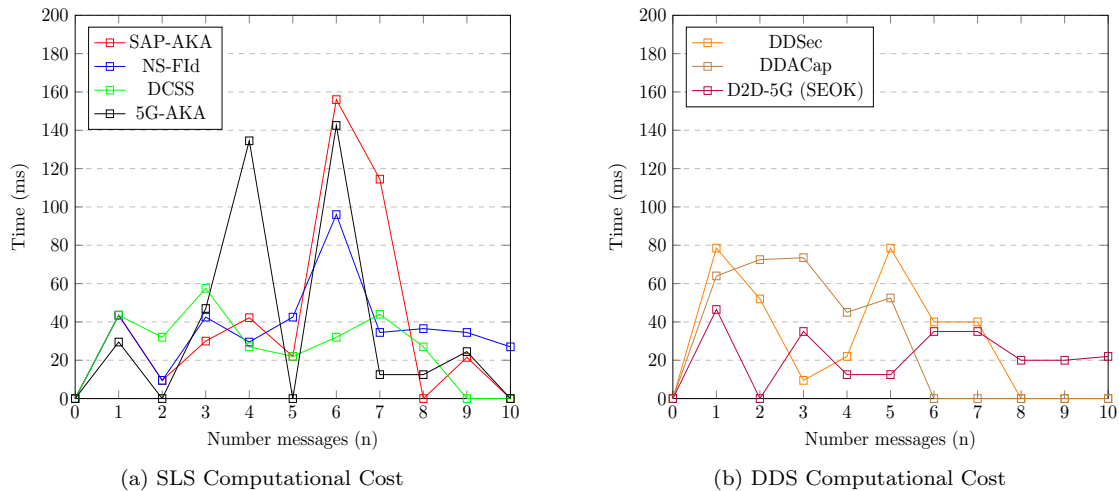 200
180
160
140
120
100
80
60
40
20
0
Time (ms)
SAP-AKA
NS-FId
DCSS
5G-AKA
0 1 2 3 4 5 6 7 8 9 10
Number messages (n)
(a) SLS Computational Cost
200
180
160
140
120
100
80
60
40
20
0
Time (ms)
DDSec
DDACap
D2D-5G (SEOK)
0 1 2 3 4 5 6 7 8 9 10
Number messages (n)
(b) DDS Computational Cost